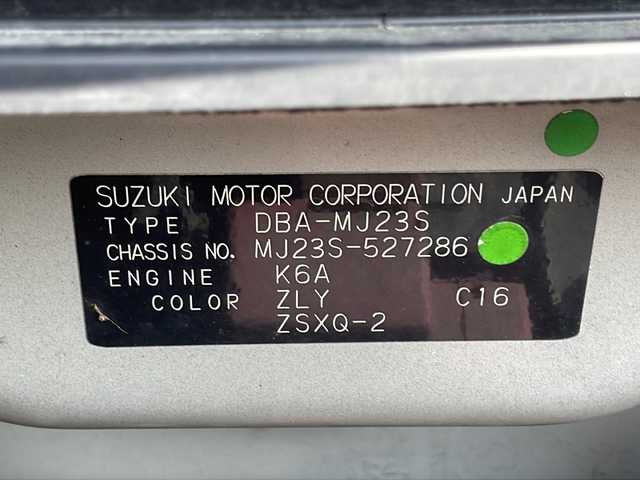 SUZUKI MOTOR CORPORATION JAPAN
TYPE DBA-MJ23S
CHASSIS NO. MJ23S-527286
ENGINE K6A
COLOR ZLY C16
ZSXQ-2